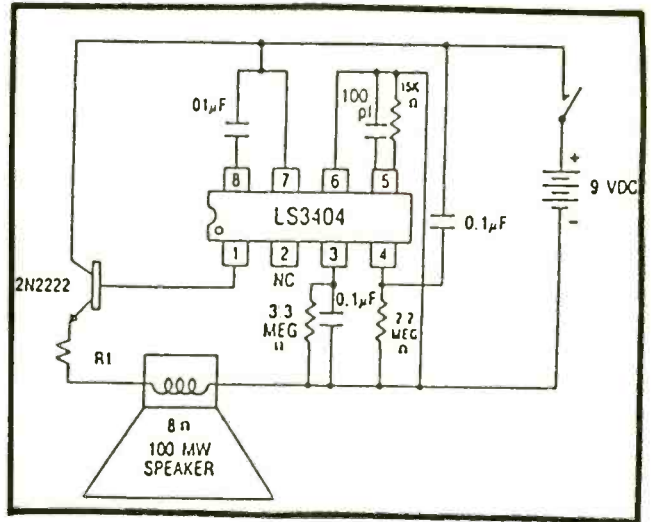 01µF
100 pf
15K Ω
8 7 6 5
LS3404
1 2 3 4
NC
2N2222
3.3 MEG Ω
0.1µF
2.2 MEG Ω
0.1µF
+
9 VDC
-
R1
8 Ω
100 MW
SPEAKER